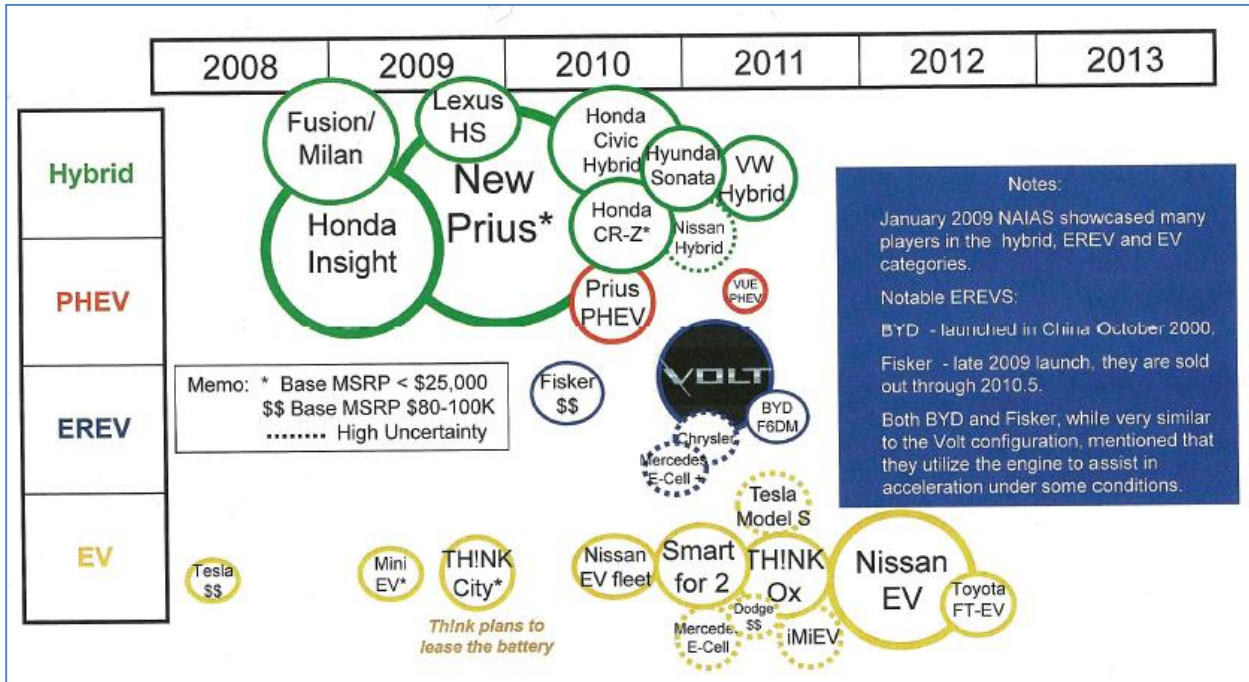 2008 2009 2010 2011 2012 2013
Hybrid
PHEV
EREV
EV
Fusion/
Milan
Lexus
HS
Honda
Insight
New
Prius*
Honda
Civic
Hybrid
Hyundai
Sonata
VW
Hybrid
Honda
CR-Z*
Nissan
Hybrid
Prius
PHEV
VUE
PHEV
Memo: * Base MSRP < $25,000
$$ Base MSRP $80-100K
........ High Uncertainty
Fisker
$$
VOLT
BYD
F6DM
Chrysler
Mercedes
E-Cell +
Tesla
$$
Mini
EV*
TH!NK
City*
Th!nk plans to
lease the battery
Nissan
EV fleet
Smart
for 2
Tesla
Model S
TH!NK
Ox
Dodge
$$
Mercedes
E-Cell
iMiEV
Nissan
EV
Toyota
FT-EV
Notes:
January 2009 NAIAS showcased many
players in the hybrid, EREV and EV
categories.
Notable EREVS:
BYD - launched in China October 2000,
Fisker - late 2009 launch, they are sold
out through 2010.5.
Both BYD and Fisker, while very similar
to the Volt configuration, mentioned that
they utilize the engine to assist in
acceleration under some conditions.